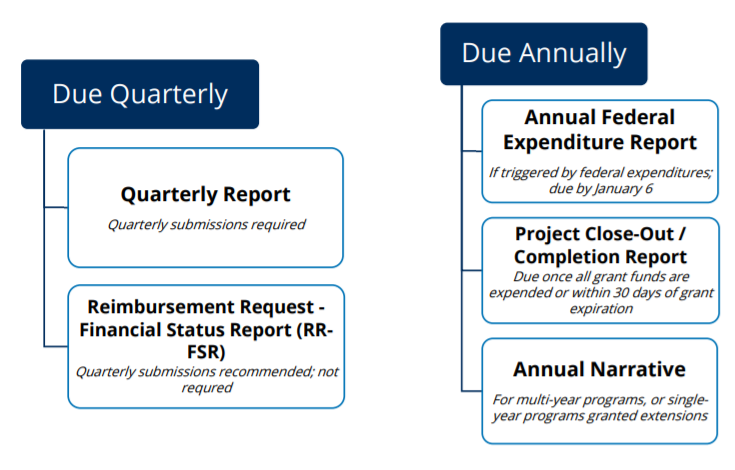 Due Quarterly
Quarterly Report
Quarterly submissions required
Reimbursement Request -
Financial Status Report (RR-
FSR)
Quarterly submissions recommended; not
requred
Due Annually
Annual Federal
Expenditure Report
If triggered by federal expenditures;
due by January 6
Project Close-Out /
Completion Report
Due once all grant funds are
expended or within 30 days of grant
expiration
Annual Narrative
For multi-year programs, or single-
year programs granted extensions